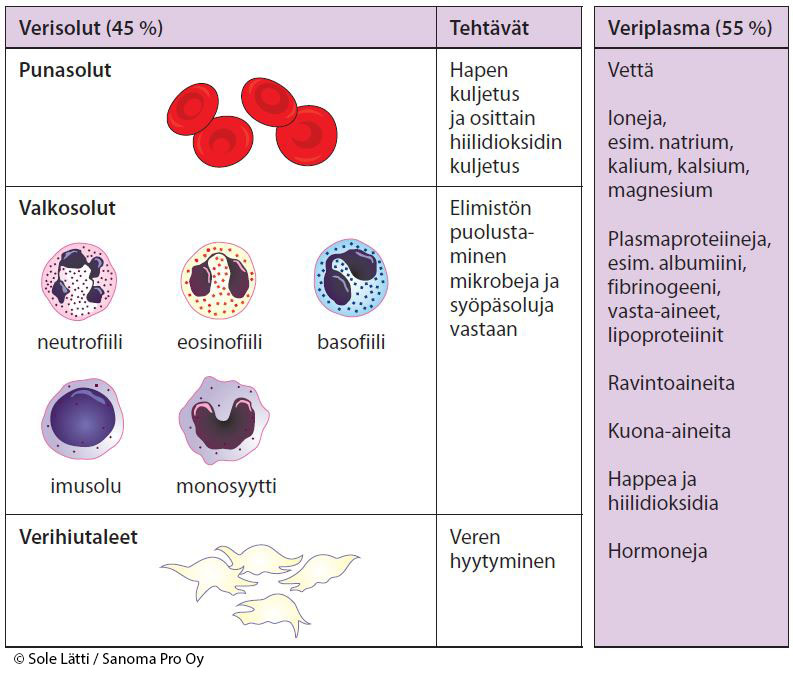 Verisolut (45 %)
Tehtävät
Punasolut
Hapen
kuljetus
ja osittain
hiilidioksidin
kuljetus
Valkosolut
neutrofiili
eosinofiili
basofiili
imusolu
monosyytti
Elimistön
puolusta-
minen
mikrobeja ja
syöpäsoluja
vastaan
Verihiutaleet
Veren
hyytyminen
Veriplasma (55 %)
Vettä
Ioneja,
esim. natrium,
kalium, kalsium,
magnesium
Plasmaproteiineja,
esim. albumiini,
fibrinogeeni,
vasta-aineet,
lipoproteiinit
Ravintoaineita
Kuona-aineita
Happea ja
hiilidioksidia
Hormoneja
© Sole Lätti / Sanoma Pro Oy